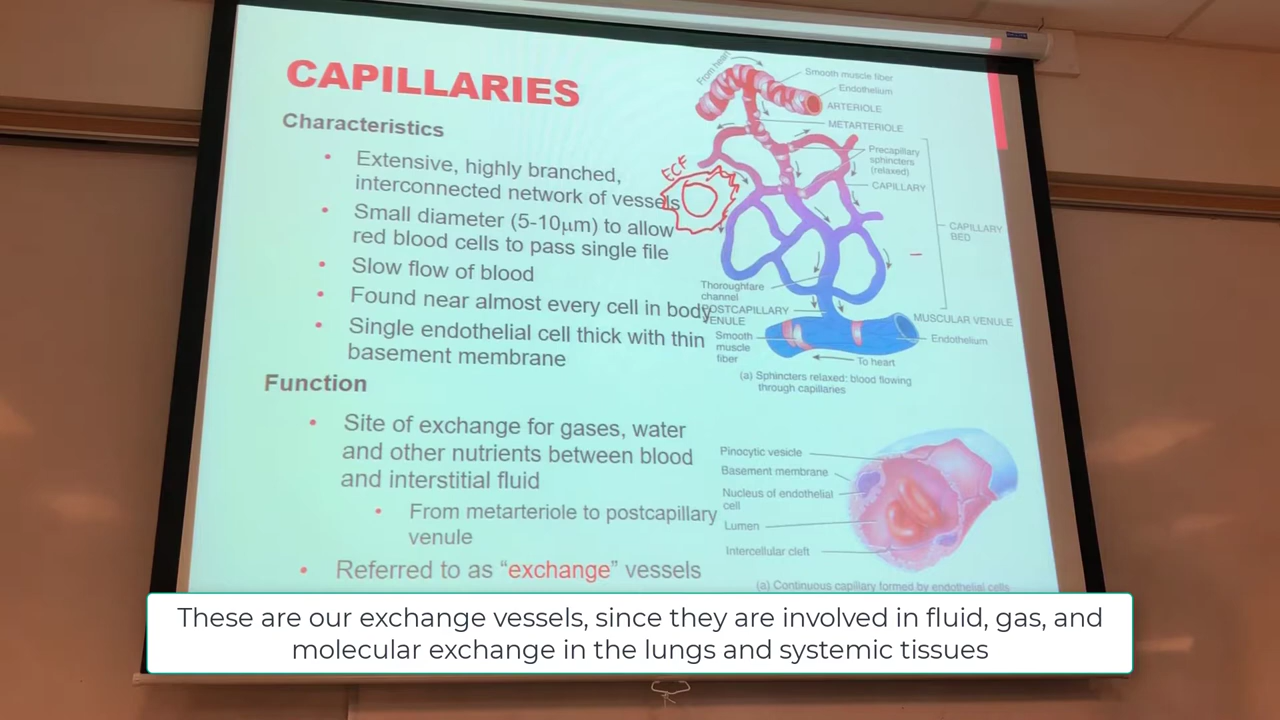 CAPILLARIES
Characteristics
• Extensive, highly branched,
interconnected network of vessels
• Small diameter (5-10μm) to allow
red blood cells to pass single file
• Slow flow of blood
• Found near almost every cell in body
• Single endothelial cell thick with thin
basement membrane
Function
• Site of exchange for gases, water
and other nutrients between blood
and interstitial fluid
• From metarteriole to postcapillary
venule
• Referred to as “exchange” vessels
From heart
Smooth muscle fiber
Endothelium
ARTERIOLE
METARTERIOLE
Precapillary
sphincters
(relaxed)
CAPILLARY
CAPILLARY
BED
ECF
Thoroughfare
channel
POSTCAPILLARY
VENULE
Smooth
muscle
fiber
MUSCULAR VENULE
Endothelium
To heart
(a) Sphincters relaxed: blood flowing
through capillaries
Pinocytic vesicle
Basement membrane
Nucleus of endothelial
cell
Lumen
Intercellular cleft
(a) Continuous capillary formed by endothelial cells
These are our exchange vessels, since they are involved in fluid, gas, and
molecular exchange in the lungs and systemic tissues